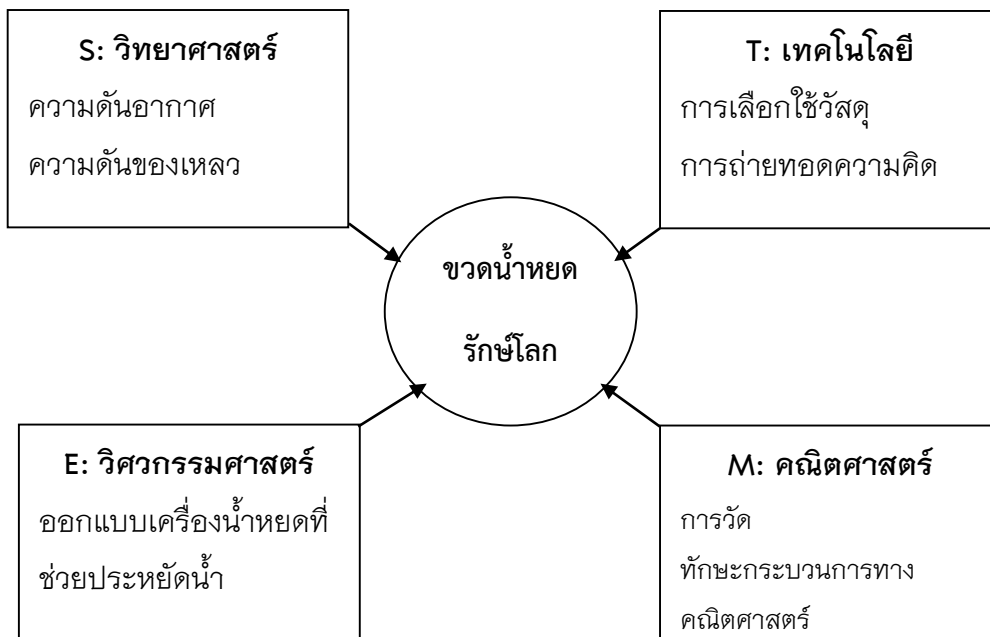 S: วิทยาศาสตร์
ความดันอากาศ
ความดันของเหลว
T: เทคโนโลยี
การเลือกใช้วัสดุ
การถ่ายทอดความคิด
ขวดน้ำหยด
รักษ์โลก
E: วิศวกรรมศาสตร์
ออกแบบเครื่องน้ำหยดที่
ช่วยประหยัดน้ำ
M: คณิตศาสตร์
การวัด
ทักษะกระบวนการทาง
คณิตศาสตร์